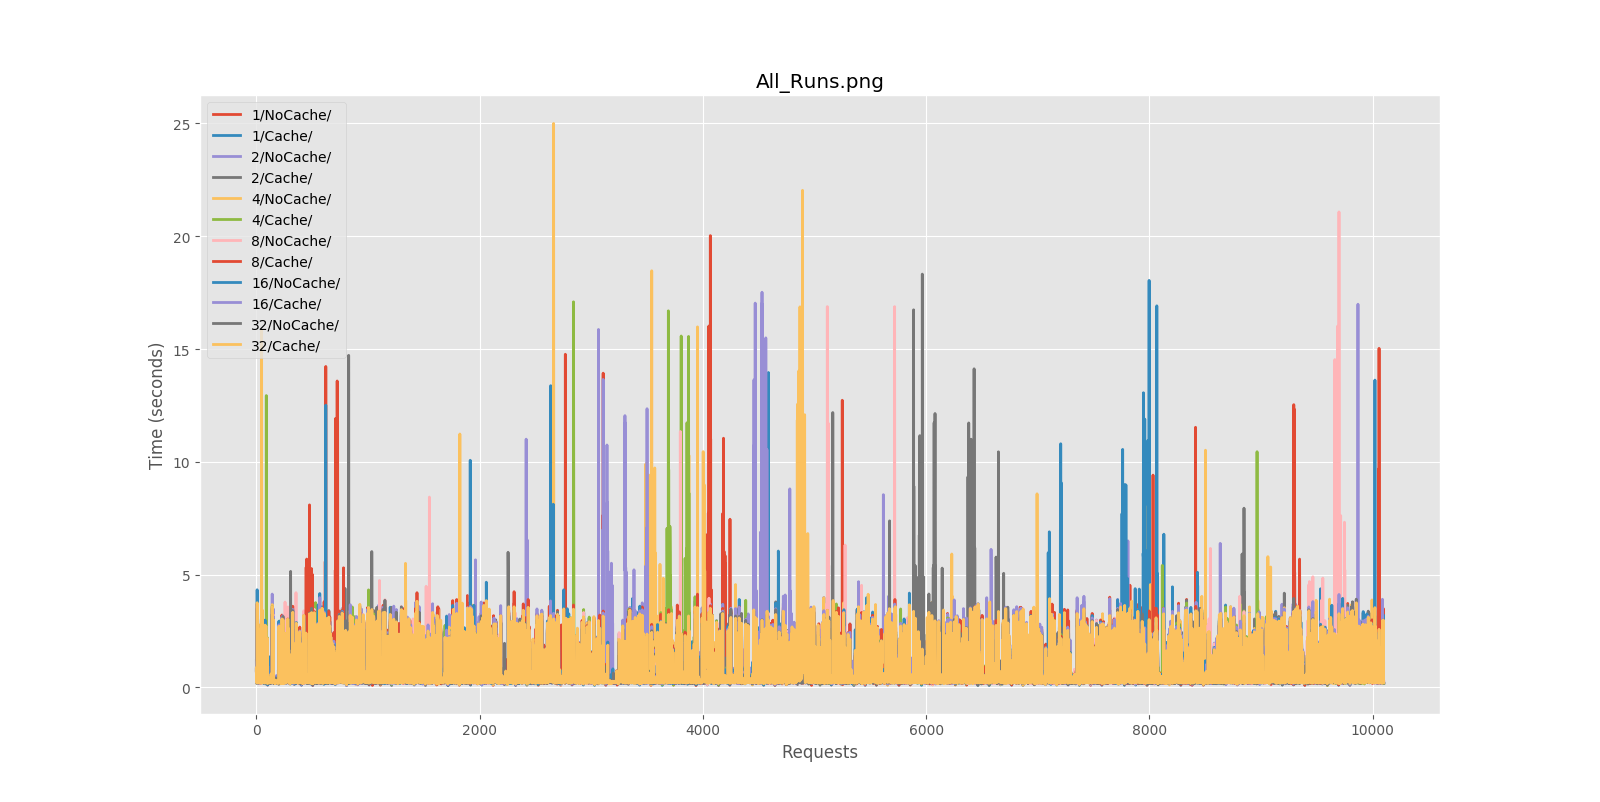 All_Runs.png
1/NoCache/
1/Cache/
2/NoCache/
2/Cache/
4/NoCache/
4/Cache/
8/NoCache/
8/Cache/
16/NoCache/
16/Cache/
32/NoCache/
32/Cache/
25
20
15
10
5
0
Time (seconds)
0 2000 4000 6000 8000 10000
Requests